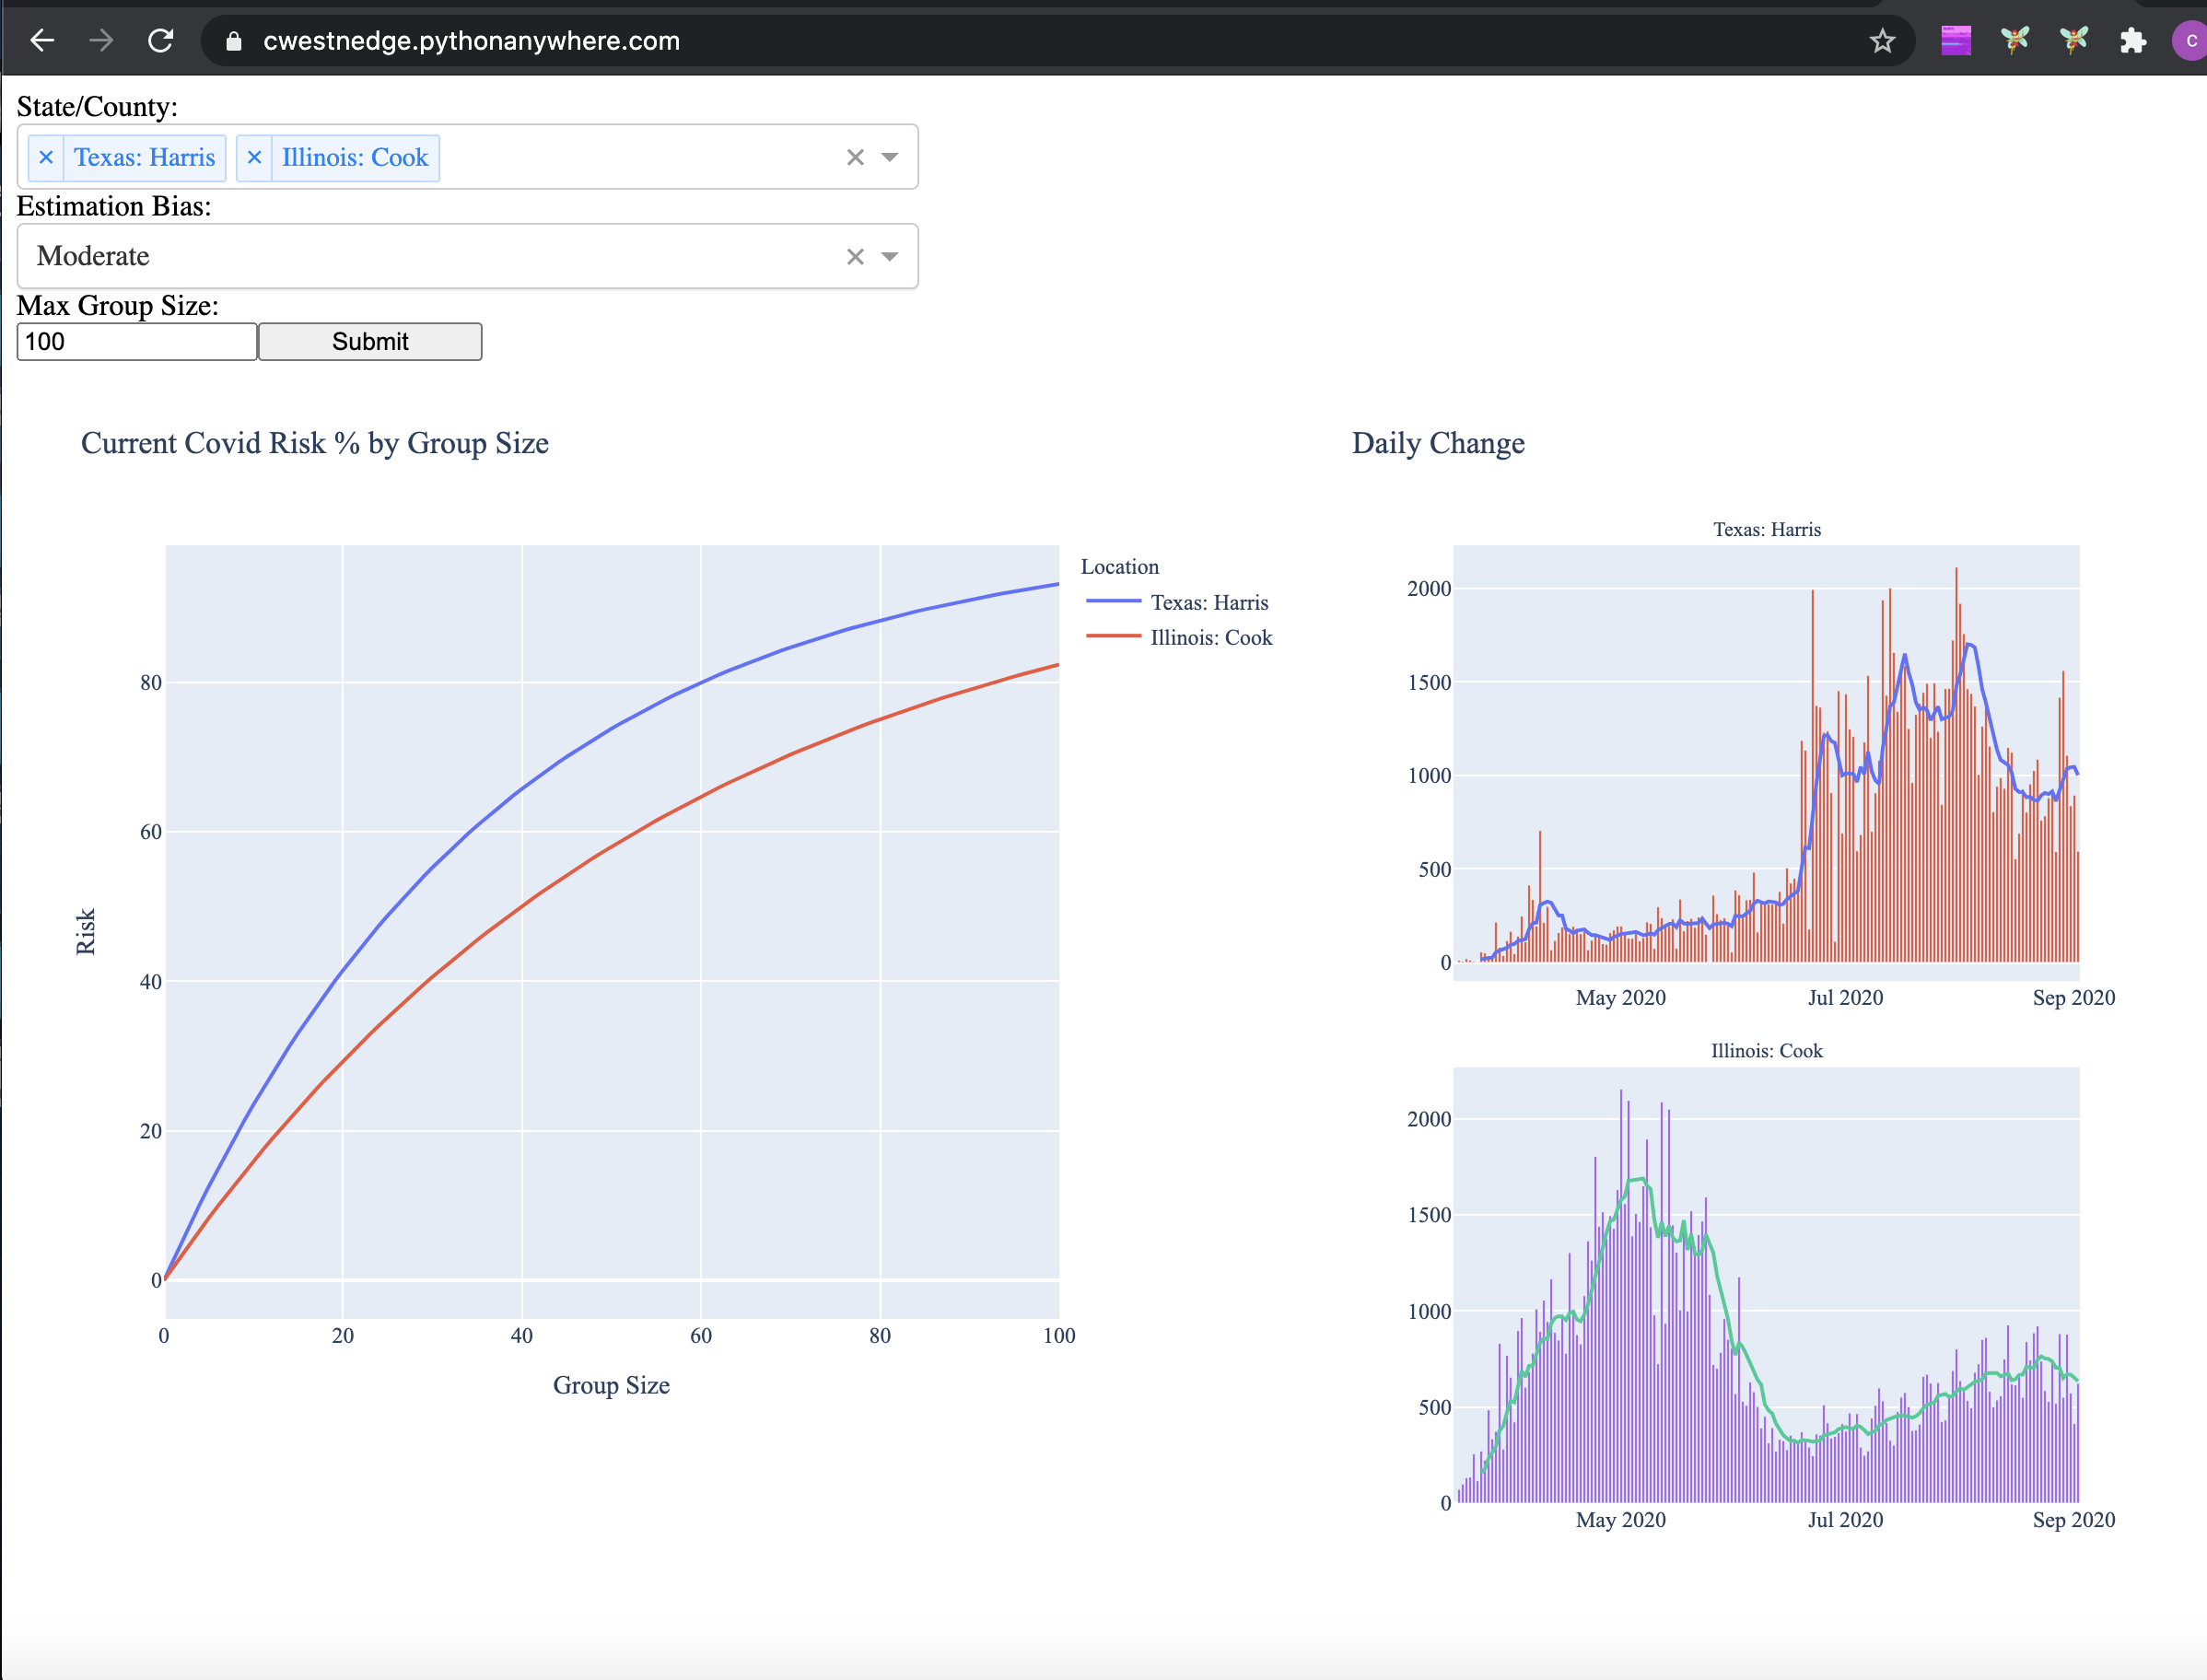 cwestnedge.pythonanywhere.com
C
State/County:
× Texas: Harris × Illinois: Cook
Estimation Bias:
Moderate
Max Group Size:
100 Submit
Current Covid Risk % by Group Size
80
60
40
20
0
Risk
0 20 40 60 80 100
Group Size
Location
Texas: Harris
Illinois: Cook
Daily Change
Texas: Harris
2000
1500
1000
500
0
May 2020 Jul 2020 Sep 2020
Illinois: Cook
2000
1500
1000
500
0
May 2020 Jul 2020 Sep 2020